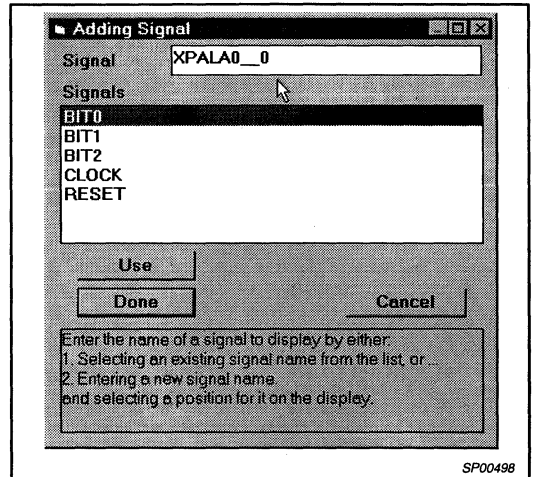 Adding Signal
Signal XPALA0__0
Signals
BIT0
BIT1
BIT2
CLOCK
RESET
Use
Done Cancel
Enter the name of a signal to display by either:
1. Selecting an existing signal name from the list, or...
2. Entering a new signal name.
and selecting a position for it on the display.
SP00498